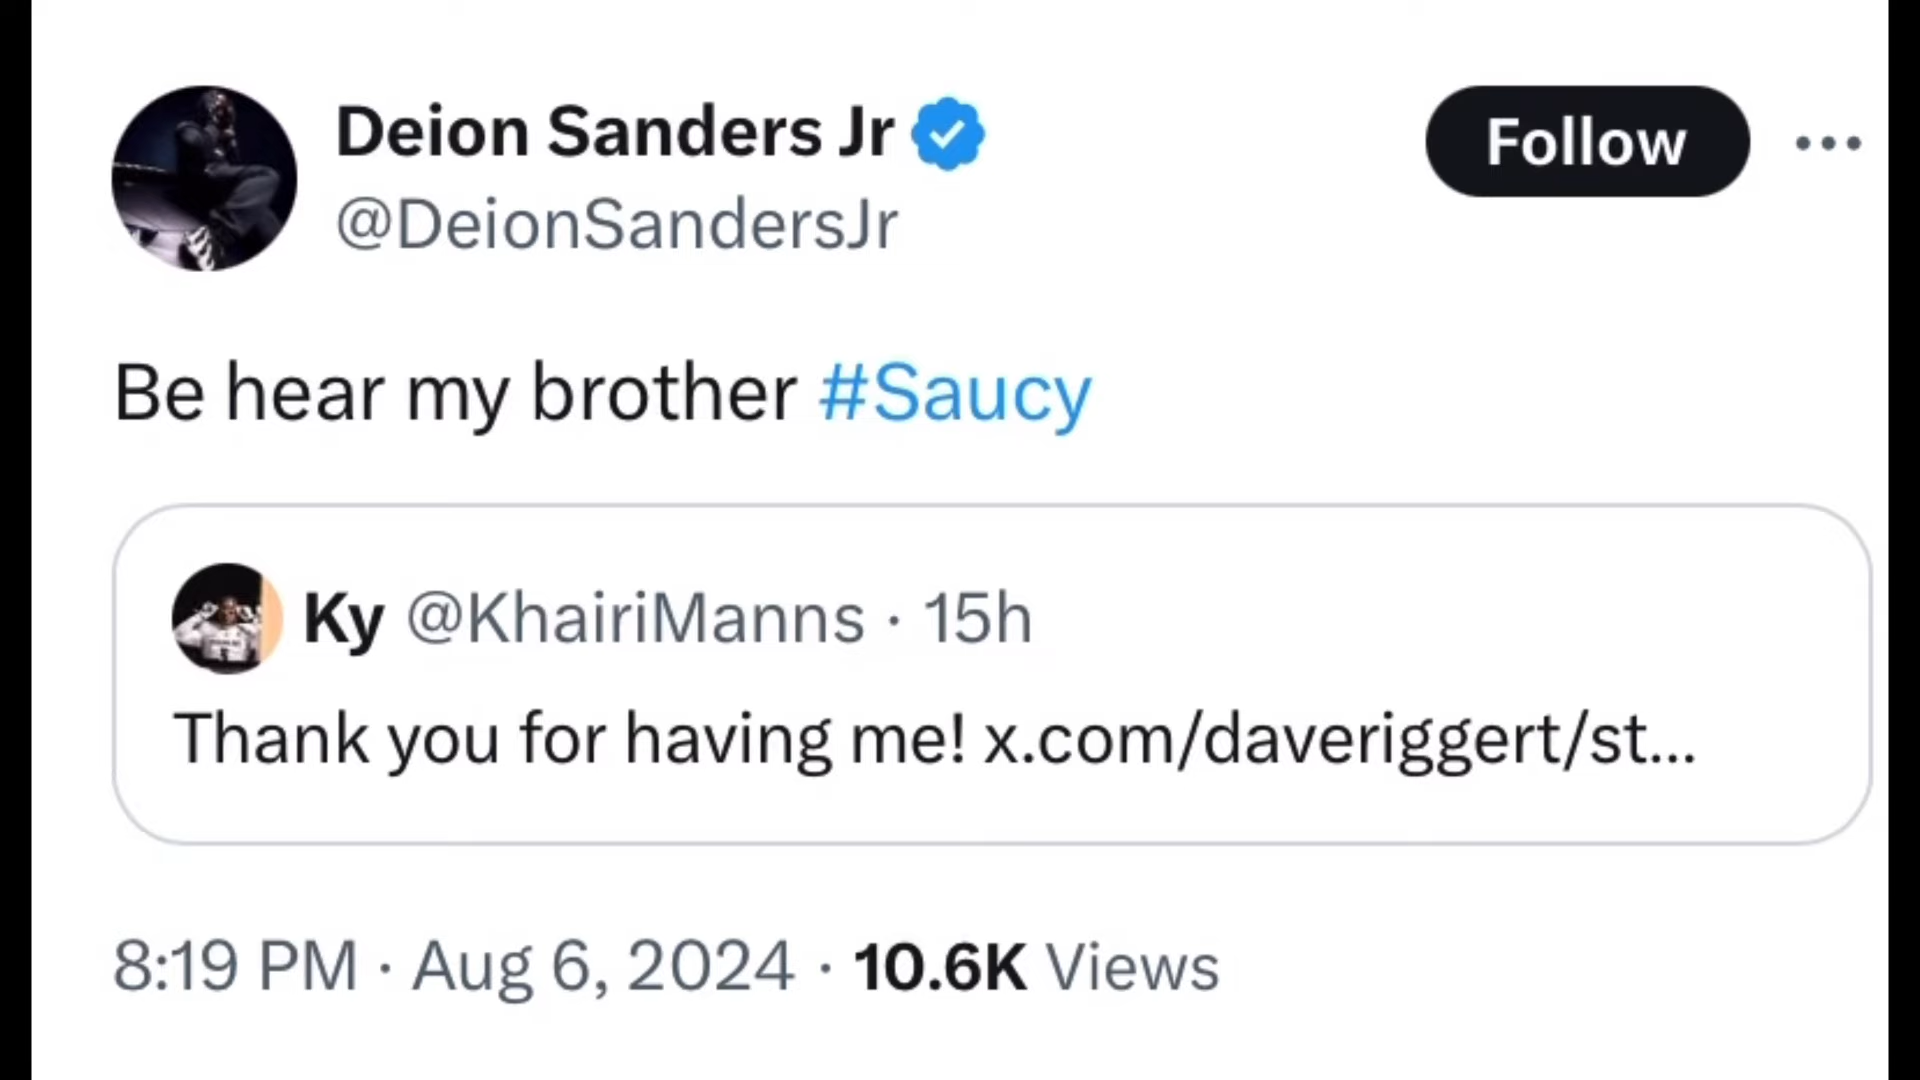 Deion Sanders Jr
Follow
@DeionSandersJr
Be hear my brother #Saucy
Ky @KhairiManns · 15h
Thank you for having me! x.com/daveriggert/st...
8:19 PM · Aug 6, 2024 · 10.6K Views